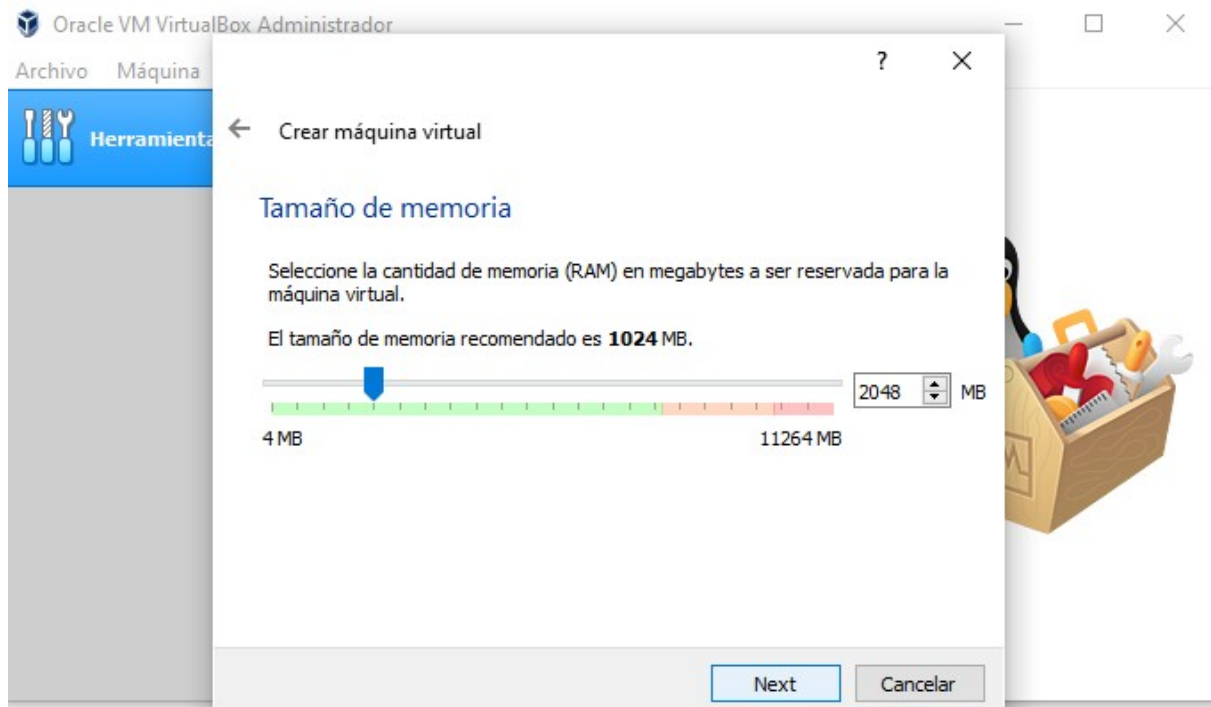 Oracle VM VirtualBox Administrador
Archivo Máquina
?
Herramienta
Crear máquina virtual
Tamaño de memoria
Seleccione la cantidad de memoria (RAM) en megabytes a ser reservada para la
máquina virtual.
El tamaño de memoria recomendado es 1024 MB.
2048 MB
4 MB 11264 MB
Next Cancelar